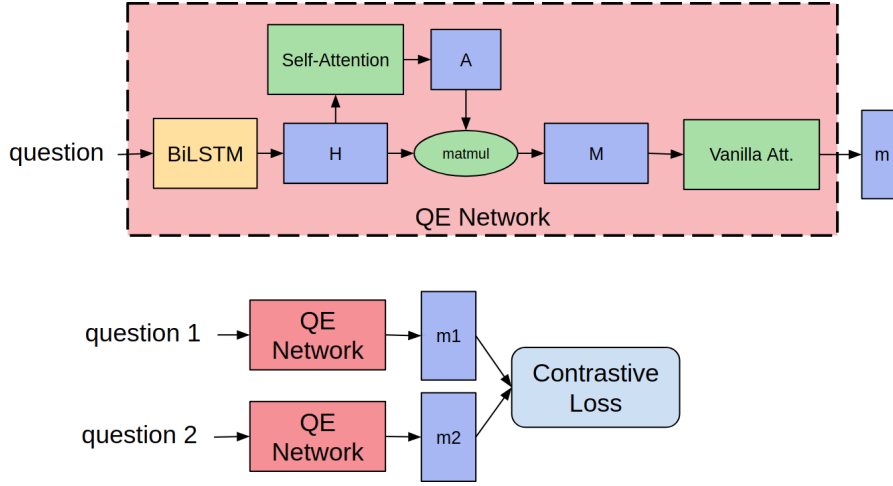 Self-Attention
A
question
BiLSTM
H
matmul
M
Vanilla Att.
m
QE Network
question 1
QE
Network
m1
Contrastive
Loss
question 2
QE
Network
m2